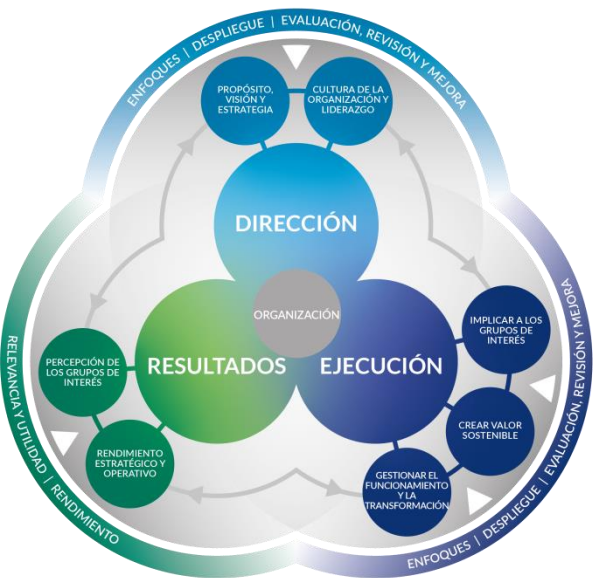 ENFOQUES | DESPLIEGUE | EVALUACIÓN, REVISIÓN Y MEJORA
PROPÓSITO,
VISIÓN Y
ESTRATEGIA
CULTURA DE LA
ORGANIZACIÓN Y
LIDERAZGO
DIRECCIÓN
ORGANIZACIÓN
RESULTADOS
EJECUCIÓN
PERCEPCIÓN DE
LOS GRUPOS DE
INTERÉS
RENDIMIENTO
ESTRATÉGICO Y
OPERATIVO
RELEVANCIA Y UTILIDAD | RENDIMIENTO
IMPLICAR A LOS
GRUPOS DE
INTERÉS
CREAR VALOR
SOSTENIBLE
GESTIONAR EL
FUNCIONAMIENTO
Y LA
TRANSFORMACIÓN
ENFOQUES | DESPLIEGUE | EVALUACIÓN, REVISIÓN Y MEJORA